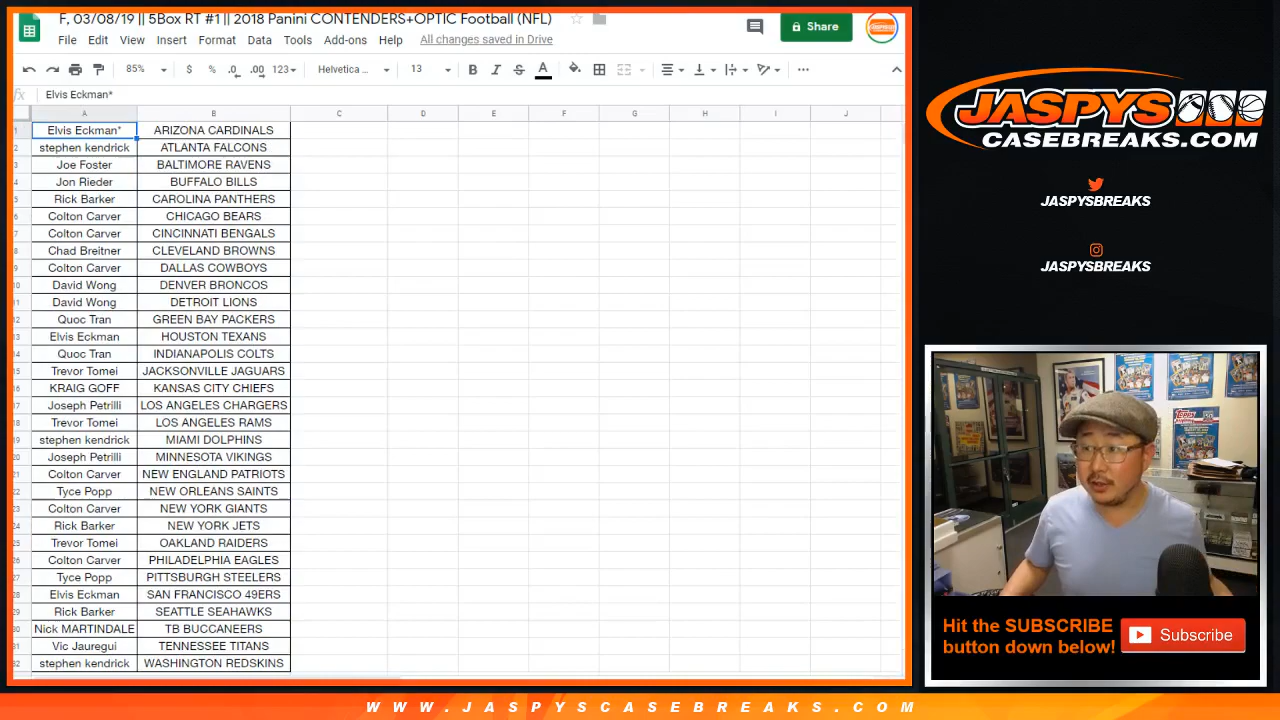 F, 03/08/19 || 5Box RT #1 || 2018 Panini CONTENDERS+OPTIC Football (NFL)
File Edit View Insert Format Data Tools Add-ons Help All changes saved in Drive
Share
85% $ % .0 .00 123 Helvetica ... 13 B I S A
fx Elvis Eckman*
A B C D E F G H I J
1 Elvis Eckman* ARIZONA CARDINALS
2 stephen kendrick ATLANTA FALCONS
3 Joe Foster BALTIMORE RAVENS
4 Jon Rieder BUFFALO BILLS
5 Rick Barker CAROLINA PANTHERS
6 Colton Carver CHICAGO BEARS
7 Colton Carver CINCINNATI BENGALS
8 Chad Breitner CLEVELAND BROWNS
9 Colton Carver DALLAS COWBOYS
10 David Wong DENVER BRONCOS
11 David Wong DETROIT LIONS
12 Quoc Tran GREEN BAY PACKERS
13 Elvis Eckman HOUSTON TEXANS
14 Quoc Tran INDIANAPOLIS COLTS
15 Trevor Tomei JACKSONVILLE JAGUARS
16 KRAIG GOFF KANSAS CITY CHIEFS
17 Joseph Petrilli LOS ANGELES CHARGERS
18 Trevor Tomei LOS ANGELES RAMS
19 stephen kendrick MIAMI DOLPHINS
20 Joseph Petrilli MINNESOTA VIKINGS
21 Colton Carver NEW ENGLAND PATRIOTS
22 Tyce Popp NEW ORLEANS SAINTS
23 Colton Carver NEW YORK GIANTS
24 Rick Barker NEW YORK JETS
25 Trevor Tomei OAKLAND RAIDERS
26 Colton Carver PHILADELPHIA EAGLES
27 Tyce Popp PITTSBURGH STEELERS
28 Elvis Eckman SAN FRANCISCO 49ERS
29 Rick Barker SEATTLE SEAHAWKS
30 Nick MARTINDALE TB BUCCANEERS
31 Vic Jauregui TENNESSEE TITANS
32 stephen kendrick WASHINGTON REDSKINS
JASPYS
CASEBREAKS.COM
JASPYSBREAKS
JASPYSBREAKS
Topps
Hit the SUBSCRIBE
button down below!
Subscribe
WWW.JASPYSCASEBREAKS.COM